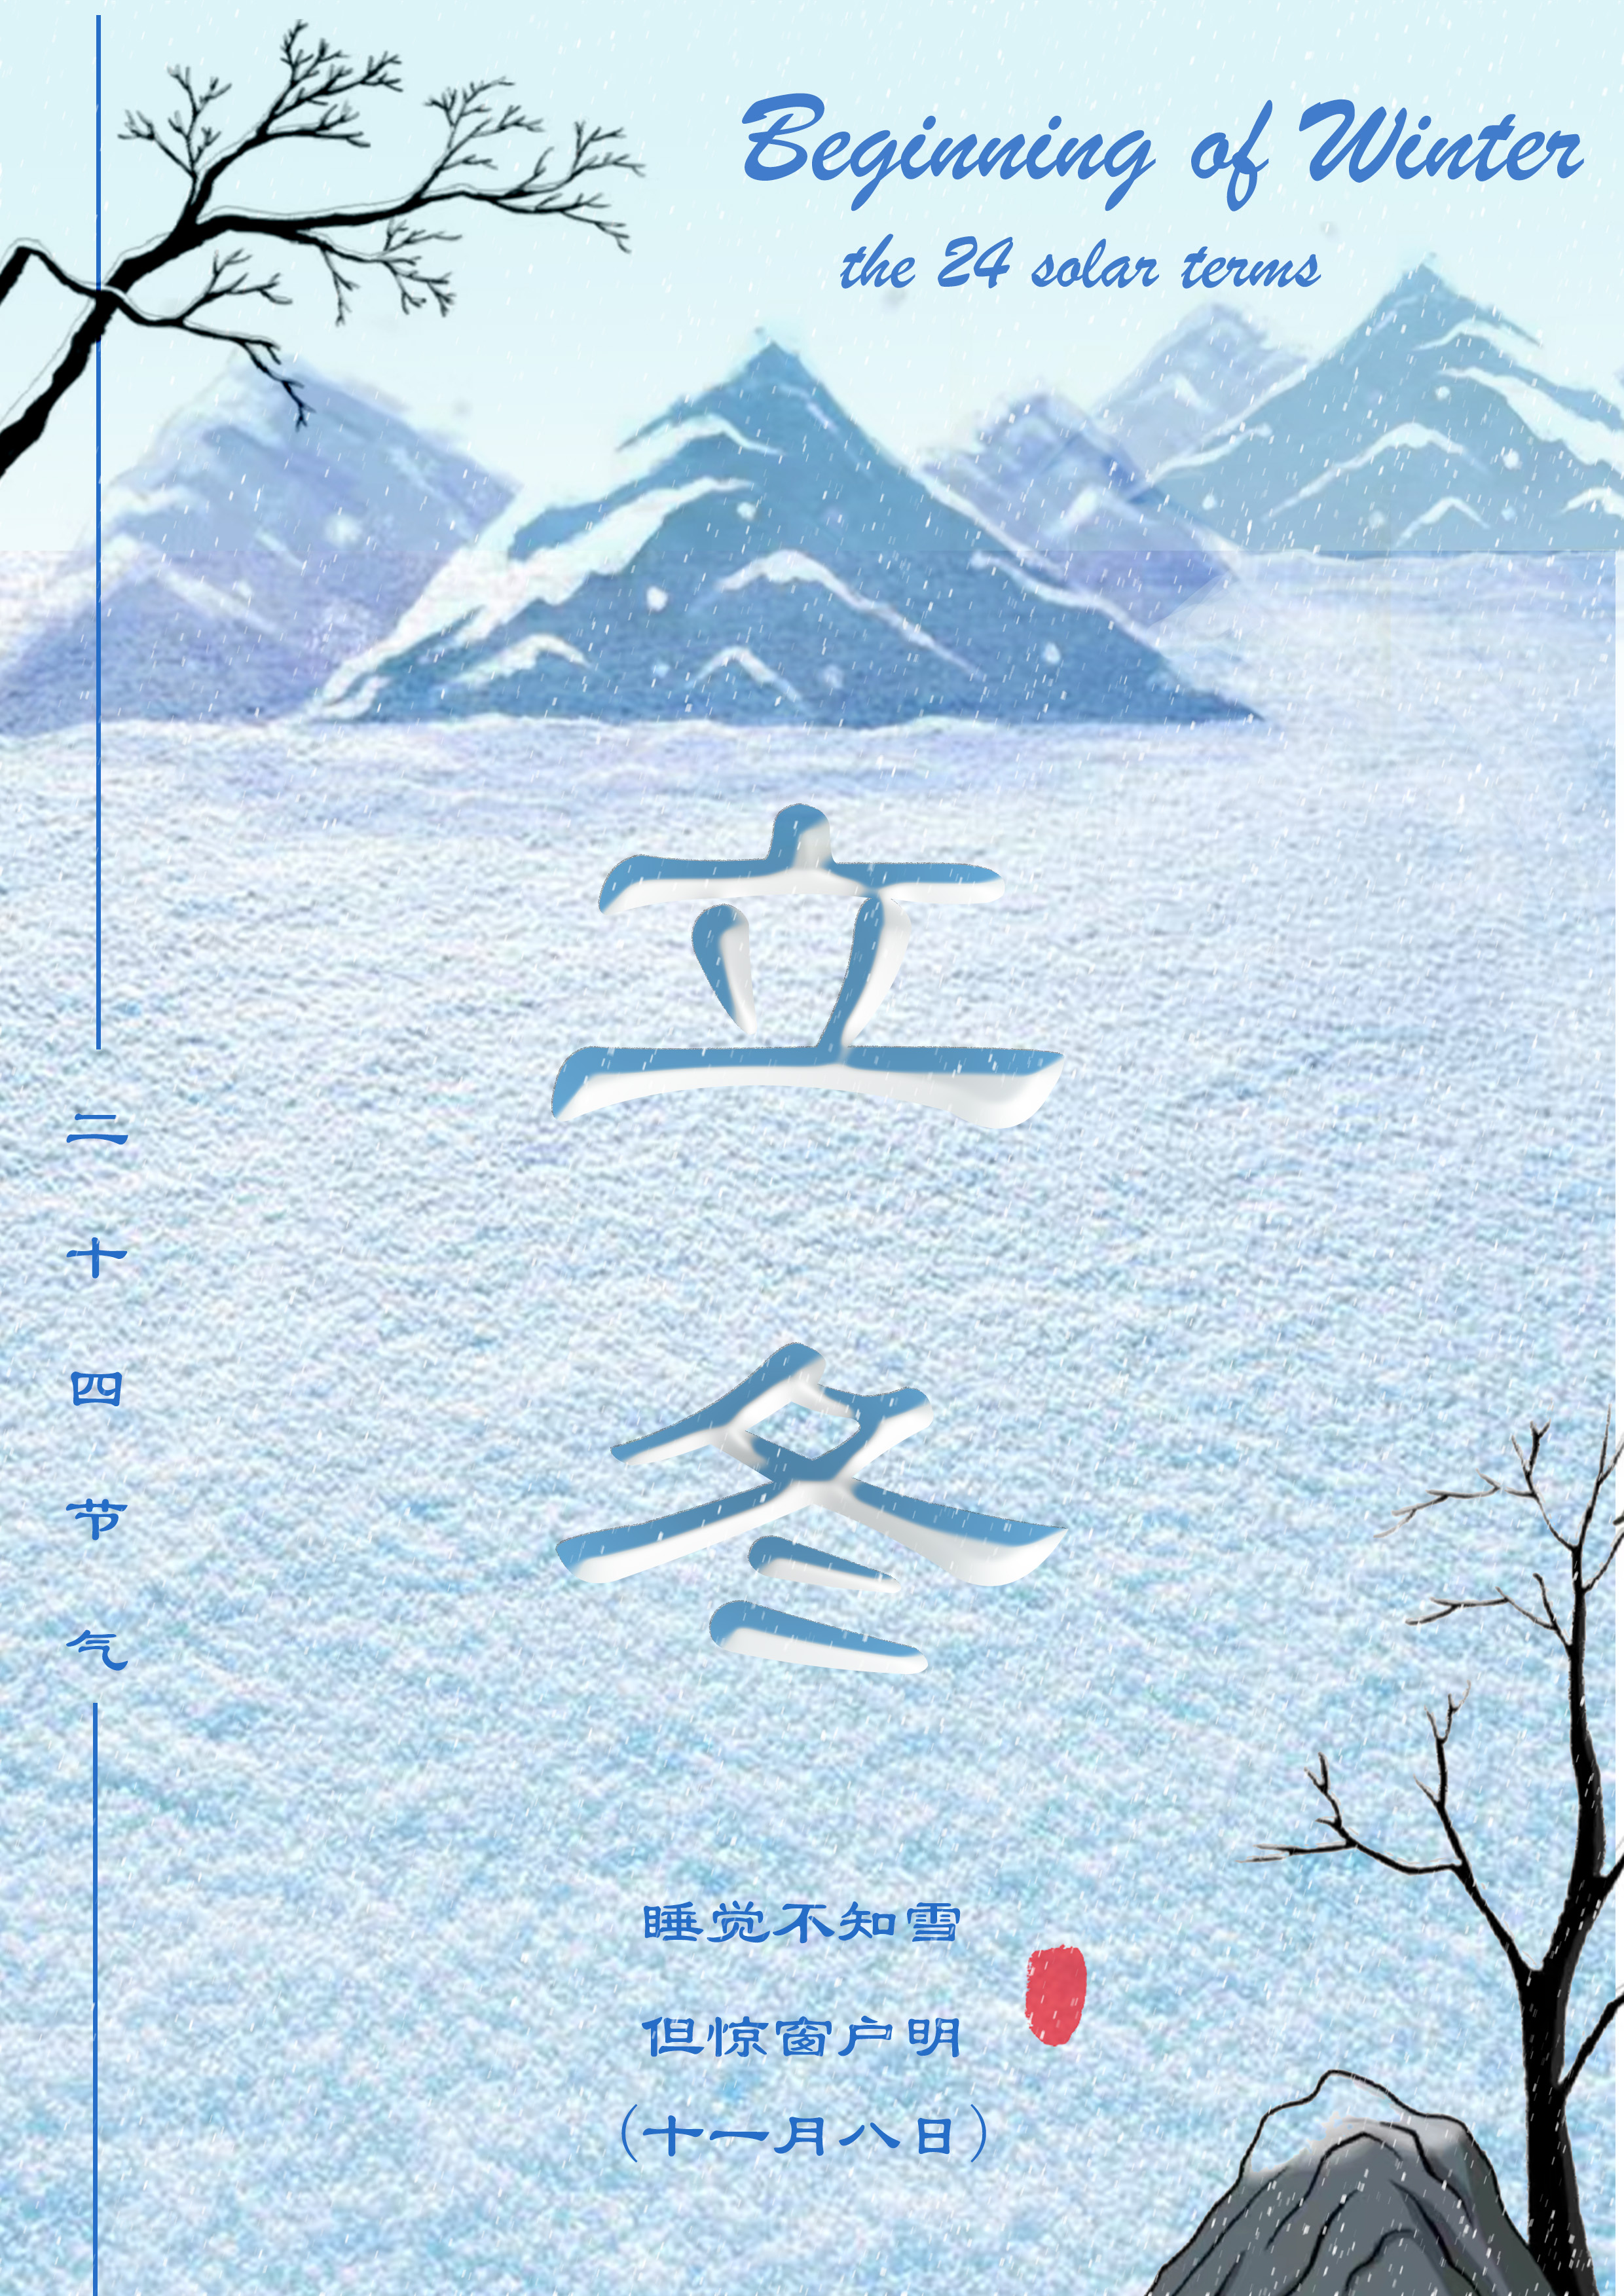 Beginning of Winter
the 24 solar terms
立冬
二十四节气
睡觉不知雪
但惊窗户明
(十一月八日)